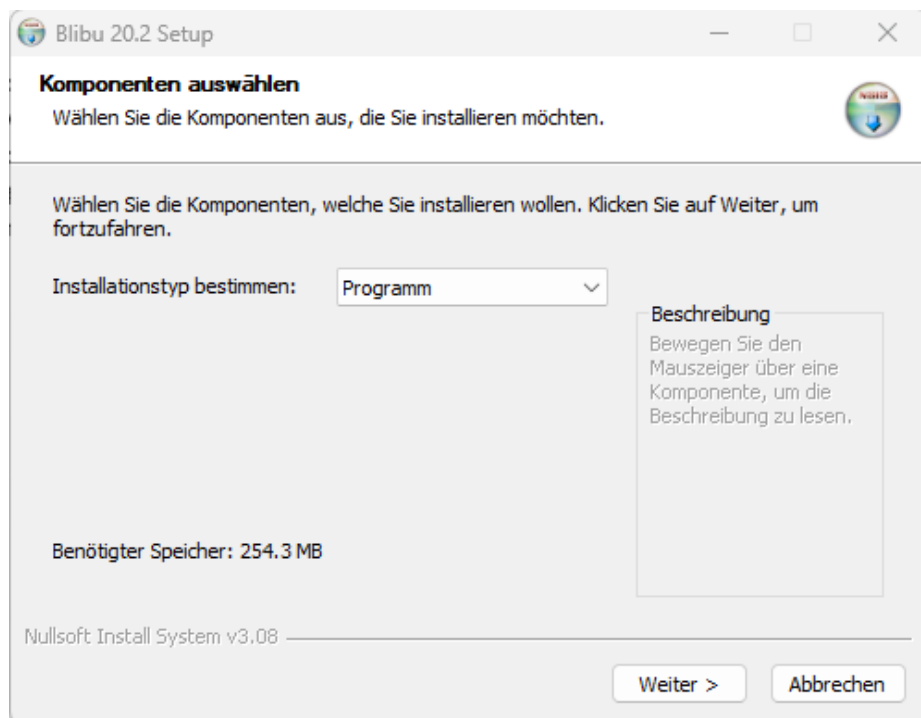 Blibu 20.2 Setup
Komponenten auswählen
Wählen Sie die Komponenten aus, die Sie installieren möchten.
Wählen Sie die Komponenten, welche Sie installieren wollen. Klicken Sie auf Weiter, um
fortzufahren.
Installationstyp bestimmen:
Programm
Beschreibung
Bewegen Sie den
Mauszeiger über eine
Komponente, um die
Beschreibung zu lesen.
Benötigter Speicher: 254.3 MB
Nullsoft Install System v3.08
Weiter >
Abbrechen